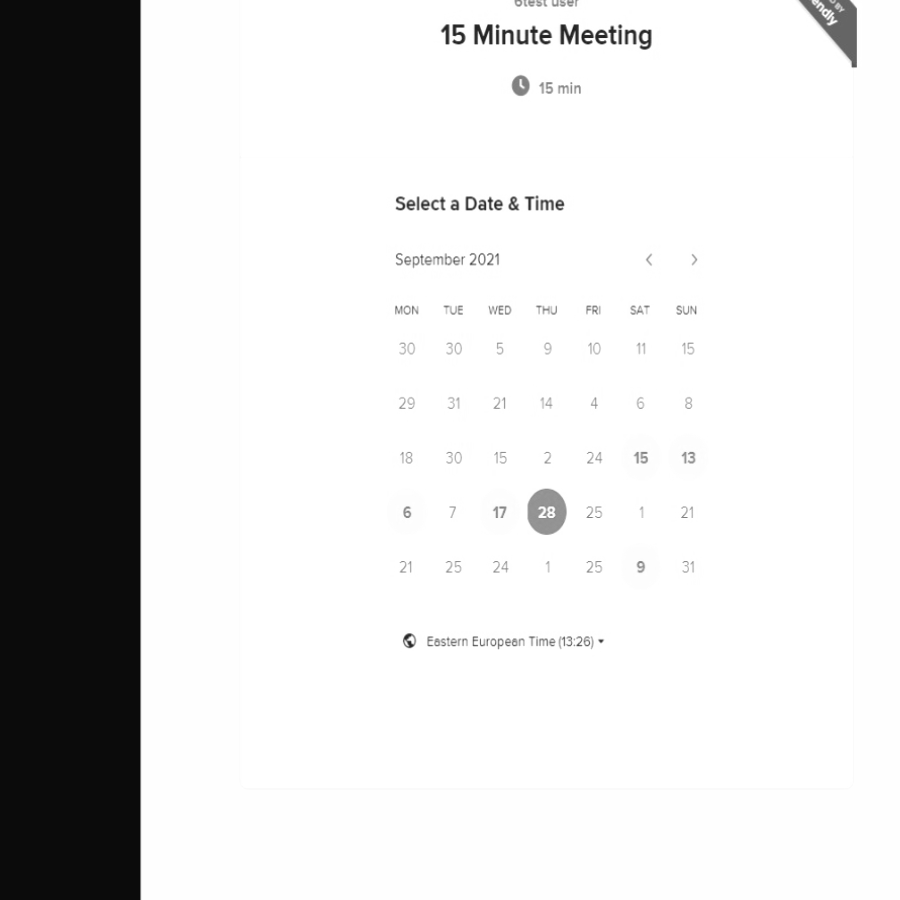 6test user
15 Minute Meeting
15 min
Select a Date & Time
September 2021
MON TUE WED THU FRI SAT SUN
30 30 5 9 10 11 15
29 31 21 14 4 6 8
18 30 15 2 24 15 13
6 7 17 28 25 1 21
21 25 24 1 25 9 31
Eastern European Time (13:26)